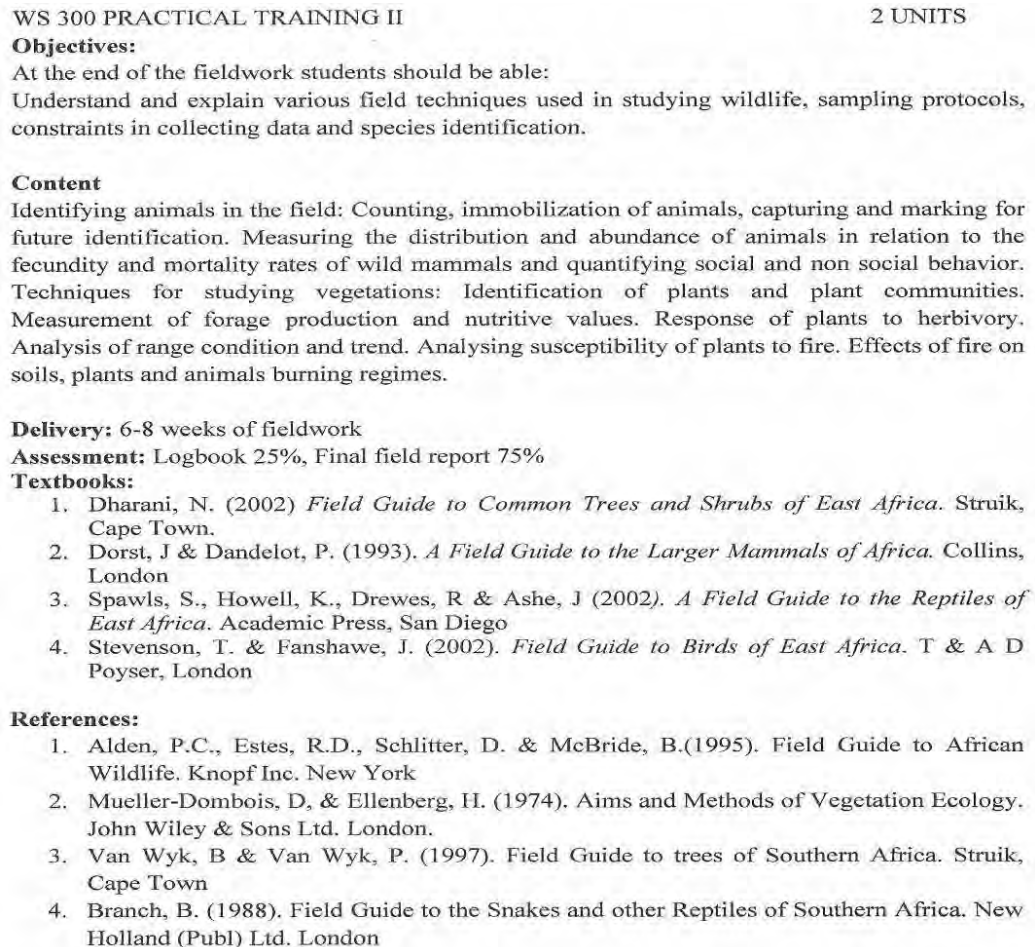 WS 300 PRACTICAL TRAINING II 2 UNITS
Objectives:
At the end of the fieldwork students should be able:
Understand and explain various field techniques used in studying wildlife, sampling protocols,
constraints in collecting data and species identification.
Content
Identifying animals in the field: Counting, immobilization of animals, capturing and marking for
future identification. Measuring the distribution and abundance of animals in relation to the
fecundity and mortality rates of wild mammals and quantifying social and non social behavior.
Techniques for studying vegetations: Identification of plants and plant communities.
Measurement of forage production and nutritive values. Response of plants to herbivory.
Analysis of range condition and trend. Analysing susceptibility of plants to fire. Effects of fire on
soils, plants and animals burning regimes.
Delivery: 6-8 weeks of fieldwork
Assessment: Logbook 25%, Final field report 75%
Textbooks:
1. Dharani, N. (2002) Field Guide to Common Trees and Shrubs of East Africa. Struik,
Cape Town.
2. Dorst, J & Dandelot, P. (1993). A Field Guide to the Larger Mammals of Africa. Collins,
London
3. Spawls, S., Howell, K., Drewes, R & Ashe, J (2002). A Field Guide to the Reptiles of
East Africa. Academic Press, San Diego
4. Stevenson, T. & Fanshawe, J. (2002). Field Guide to Birds of East Africa. T & A D
Poyser, London
References:
1. Alden, P.C., Estes, R.D., Schlitter, D. & McBride, B.(1995). Field Guide to African
Wildlife. Knopf Inc. New York
2. Mueller-Dombois, D, & Ellenberg, H. (1974). Aims and Methods of Vegetation Ecology.
John Wiley & Sons Ltd. London.
3. Van Wyk, B & Van Wyk, P. (1997). Field Guide to trees of Southern Africa. Struik,
Cape Town
4. Branch, B. (1988). Field Guide to the Snakes and other Reptiles of Southern Africa. New
Holland (Publ) Ltd. London